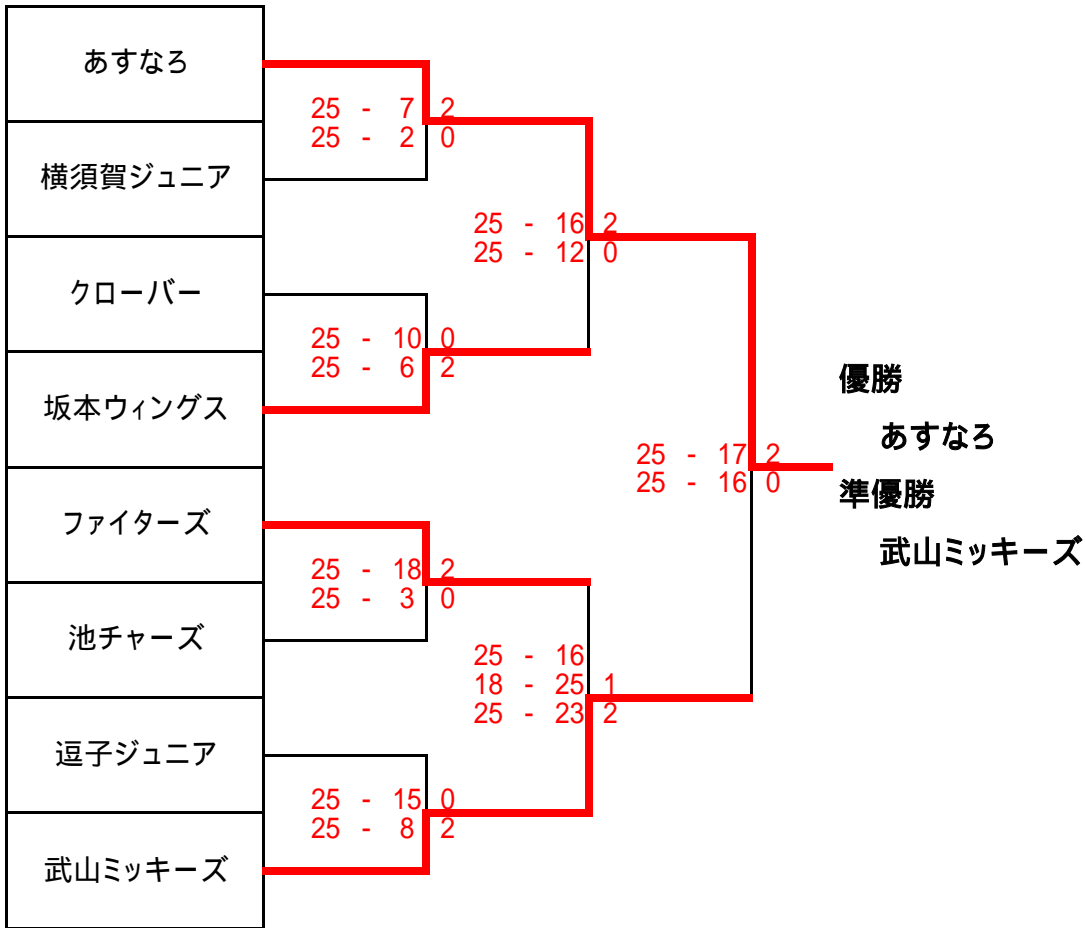 あすなろ
25 - 7 2
25 - 2 0
横須賀ジュニア
25 - 16 2
25 - 12 0
クローバー
25 - 10 0
25 - 6 2
坂本ウィングス
優勝
あすなろ
25 - 17 2
25 - 16 0
準優勝
武山ミッキーズ
ファイターズ
25 - 18 2
25 - 3 0
池チャーズ
25 - 16
18 - 25 1
25 - 23 2
逗子ジュニア
25 - 15 0
25 - 8 2
武山ミッキーズ